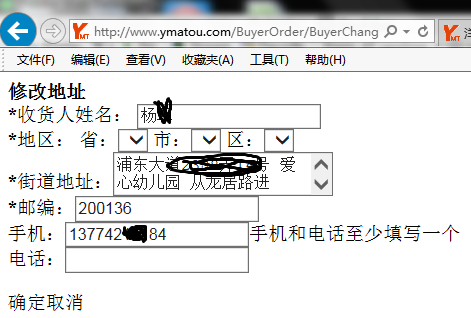 http://www.ymatou.com/BuyerOrder/BuyerChang
YMT 洋
文件(F) 编辑(E) 查看(V) 收藏夹(A) 工具(T) 帮助(H)
修改地址
*收货人姓名： 杨
*地区： 省： 市： 区：
浦东大道 号 爱
*街道地址： 心幼儿园 从龙居路进
*邮编： 200136
手机： 137742 84 手机和电话至少填写一个
电话：
确定取消